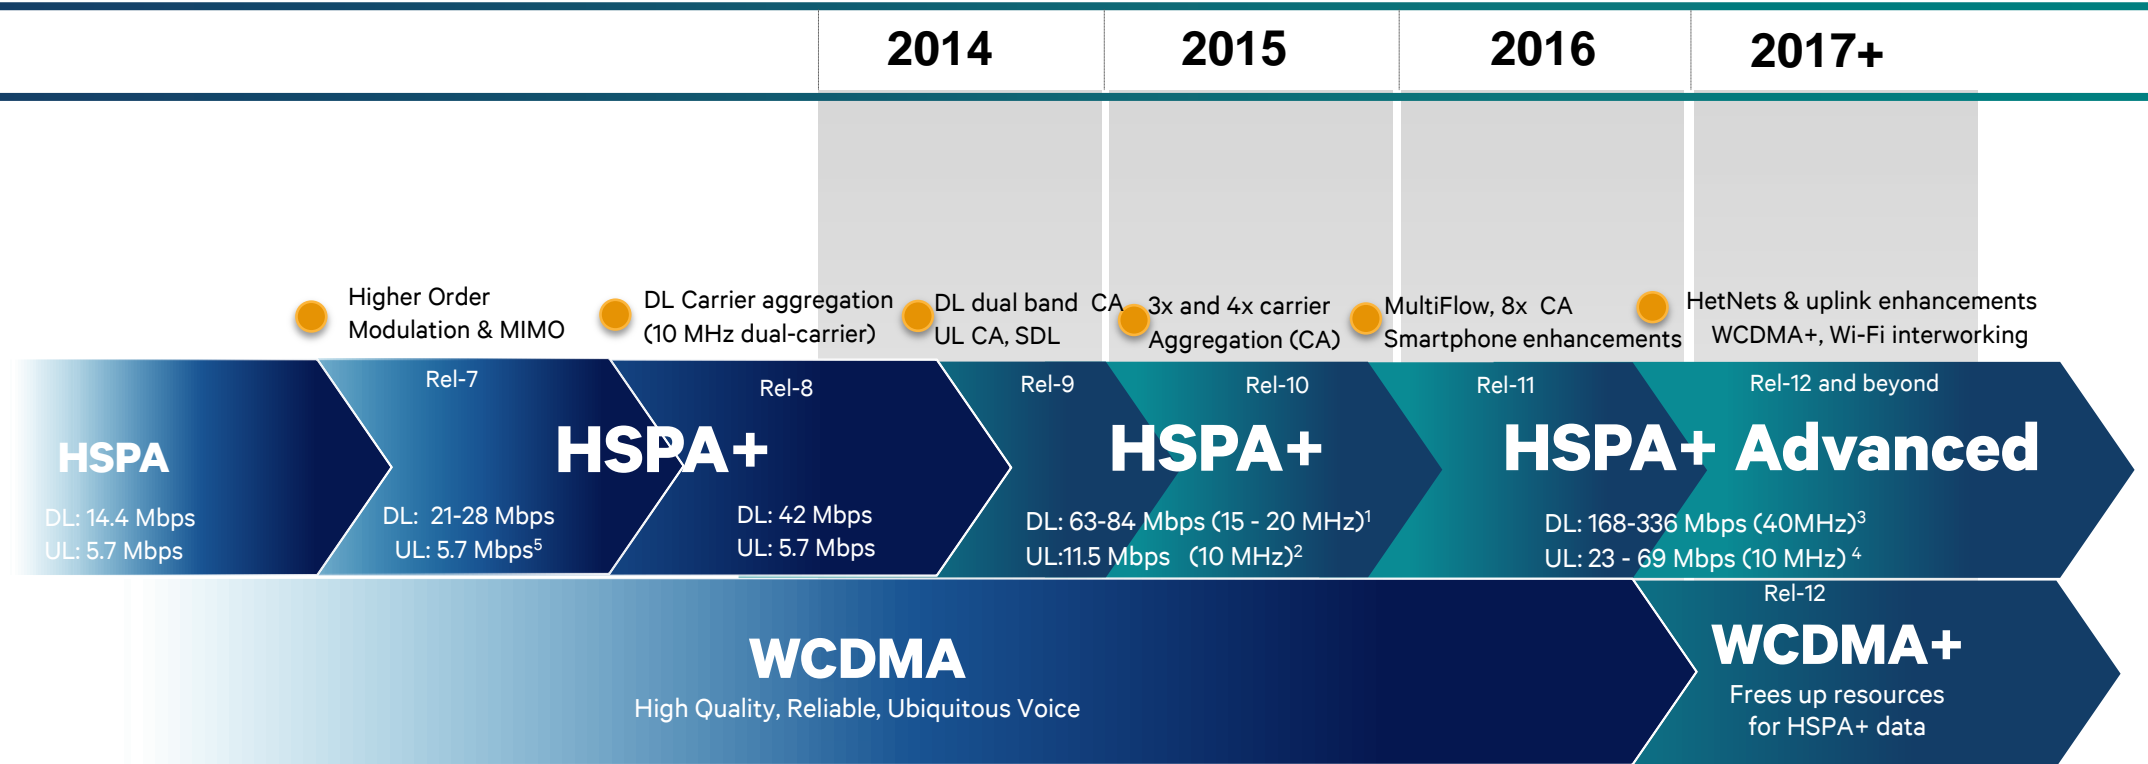 2014
2015
2016
2017+
Higher Order
Modulation & MIMO
DL Carrier aggregation
(10 MHz dual-carrier)
DL dual band  CA
UL CA, SDL
3x and 4x carrier
Aggregation (CA)
MultiFlow, 8x  CA
Smartphone enhancements
HetNets & uplink enhancements
WCDMA+, Wi-Fi interworking
HSPA
DL: 14.4 Mbps
UL: 5.7 Mbps
Rel-7
Rel-8
HSPA+
DL:  21-28 Mbps
UL: 5.7 Mbps⁵
DL: 42 Mbps
UL: 5.7 Mbps
Rel-9
Rel-10
HSPA+
DL: 63-84 Mbps (15 - 20 MHz)¹
UL:11.5 Mbps   (10 MHz)²
Rel-11
Rel-12 and beyond
HSPA+ Advanced
DL: 168-336 Mbps (40MHz)³
UL: 23 - 69 Mbps (10 MHz) ⁴
WCDMA
High Quality, Reliable, Ubiquitous Voice
Rel-12
WCDMA+
Frees up resources
for HSPA+ data